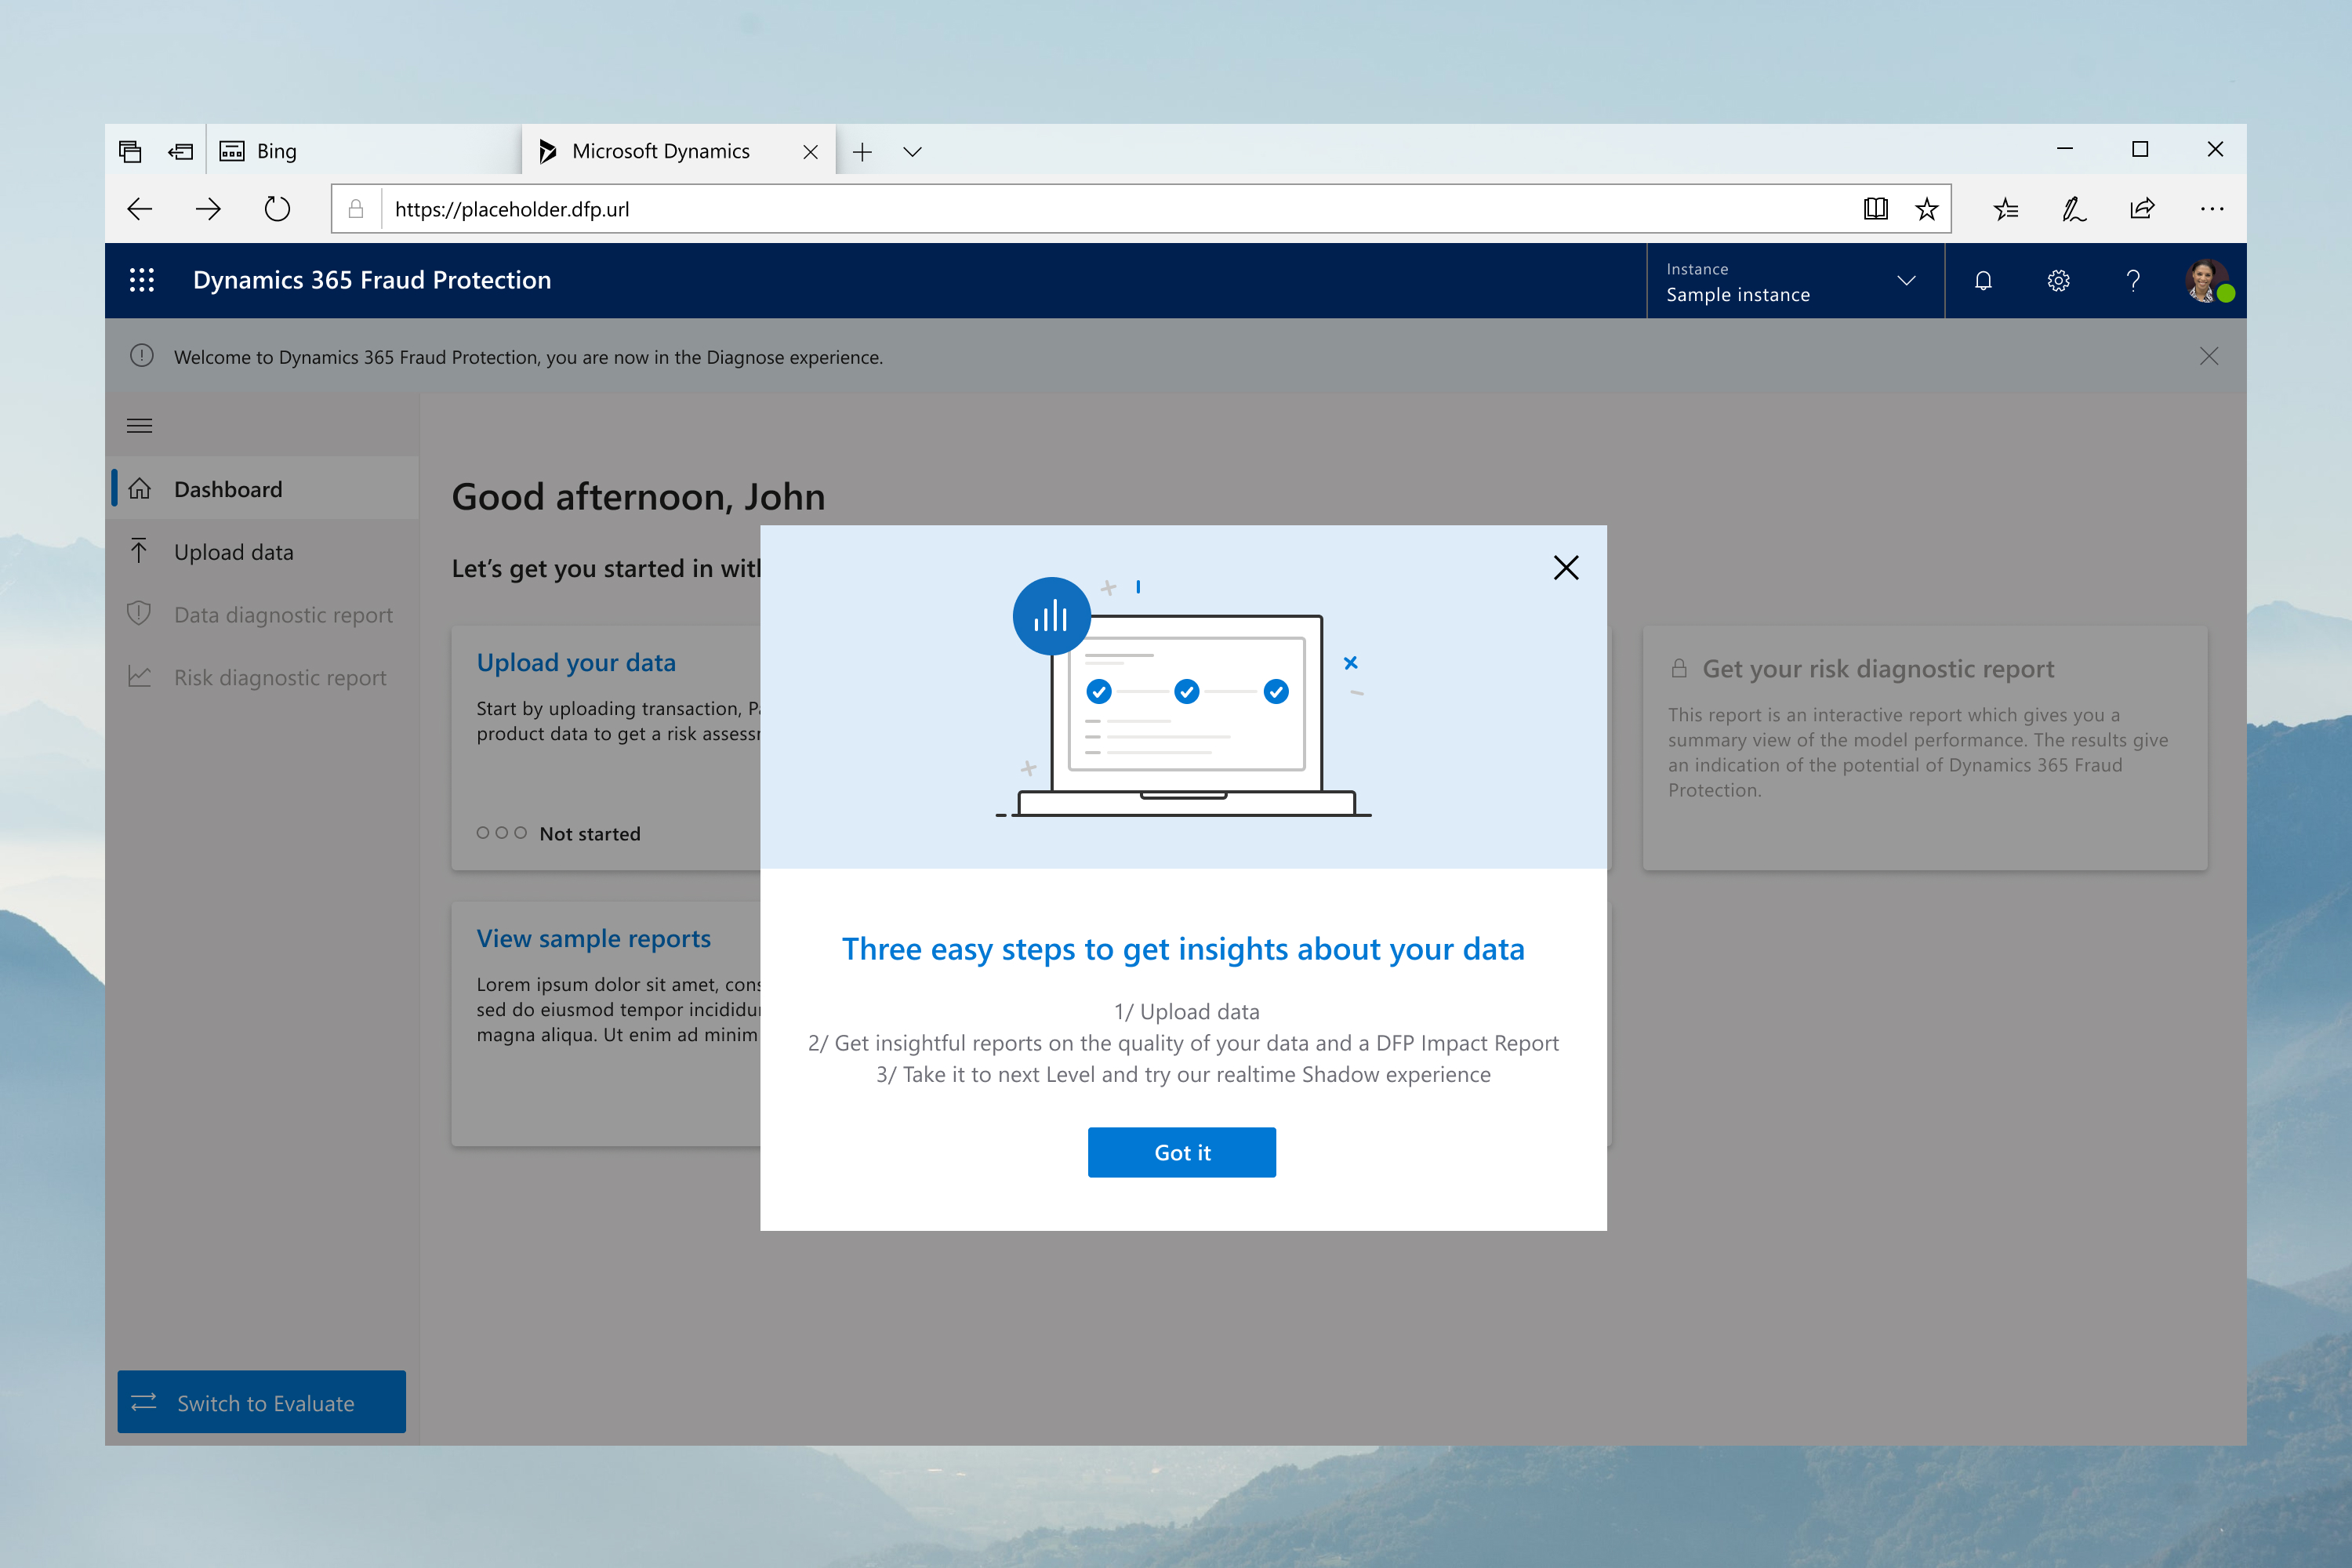 Bing
Microsoft Dynamics
https://placeholder.dfp.url
Dynamics 365 Fraud Protection
Instance
Sample instance
Welcome to Dynamics 365 Fraud Protection, you are now in the Diagnose experience.
Dashboard
Upload data
Data diagnostic report
Risk diagnostic report
Switch to Evaluate
Good afternoon, John
Let’s get you started in
Upload your data
Start by uploading transaction,
product data to get a risk
Not started
View sample reports
Lorem ipsum dolor sit amet,
sed do eiusmod tempor
magna aliqua. Ut enim ad minim
Get your risk diagnostic report
This report is an interactive report which gives you a
summary view of the model performance. The results give
an indication of the potential of Dynamics 365 Fraud
Protection.
Three easy steps to get insights about your data
1/ Upload data
2/ Get insightful reports on the quality of your data and a DFP Impact Report
3/ Take it to next Level and try our realtime Shadow experience
Got it